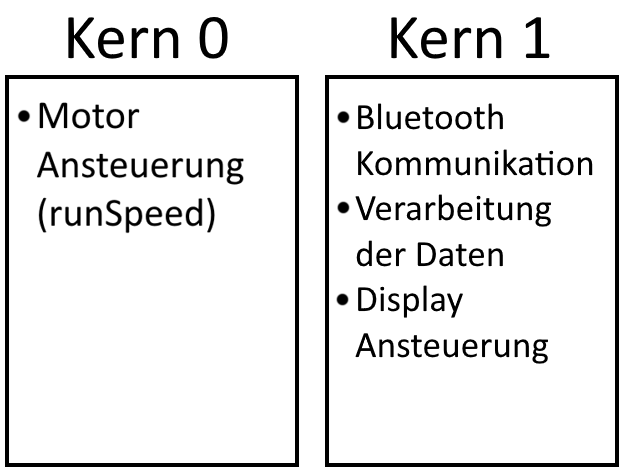 Kern 0
• Motor
Ansteuerung
(runSpeed)
Kern 1
• Bluetooth
Kommunikation
• Verarbeitung
der Daten
• Display
Ansteuerung